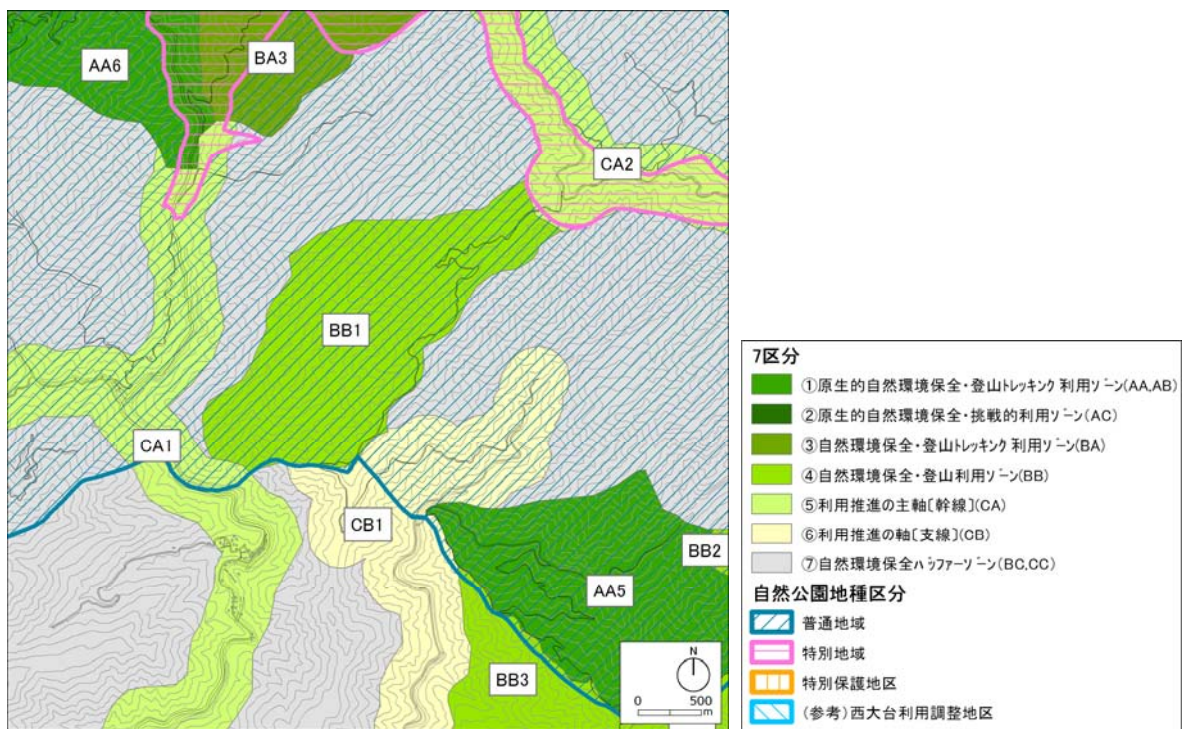 AA6
BA3
CA2
BB1
CA1
CB1
BB2
AA5
BB3
N
0 500
m
7区分
①原生的自然環境保全・登山トレッキング利用ゾーン(AA,AB)
②原生的自然環境保全・挑戦的利用ゾーン(AC)
③自然環境保全・登山トレッキング利用ゾーン(BA)
④自然環境保全・登山利用ゾーン(BB)
⑤利用推進の主軸〔幹線〕(CA)
⑥利用推進の軸〔支線〕(CB)
⑦自然環境保全バッファーゾーン(BC,CC)
自然公園地種区分
普通地域
特別地域
特別保護地区
(参考)西大台利用調整地区